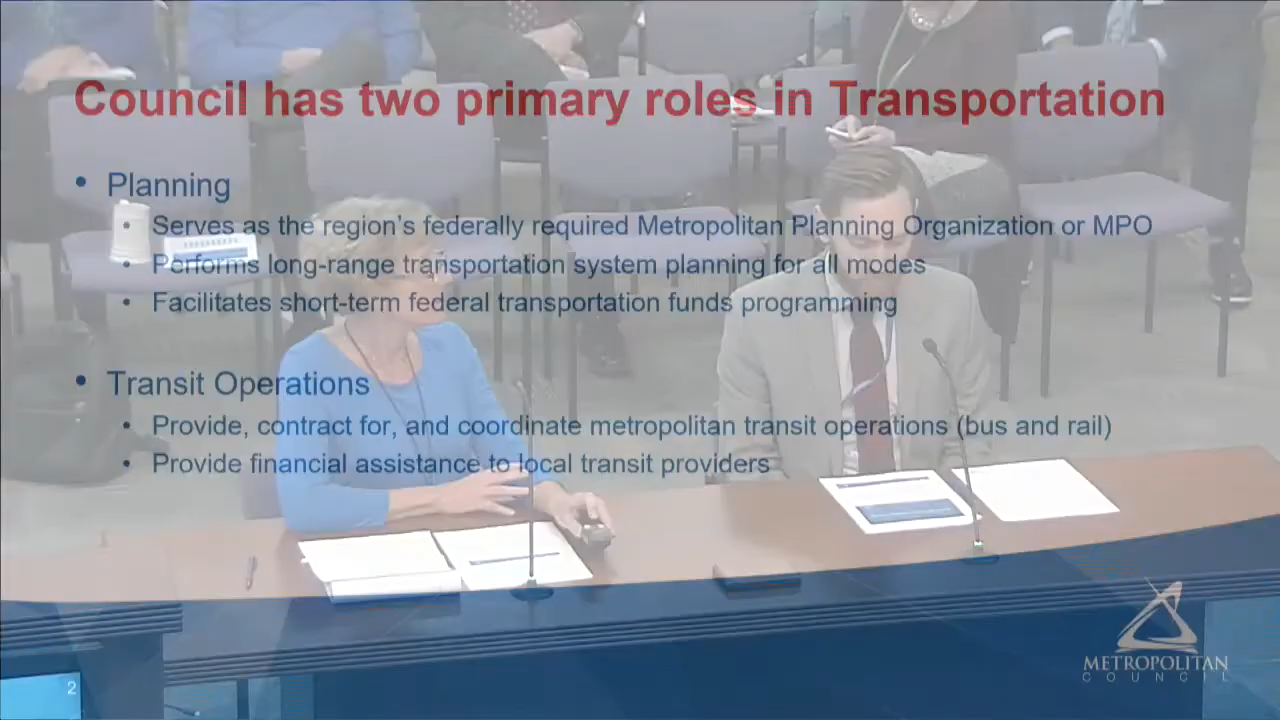 Council has two primary roles in Transportation
• Planning
• Serves as the region's federally required Metropolitan Planning Organization or MPO
• Performs long-range transportation system planning for all modes
• Facilitates short-term federal transportation funds programming
• Transit Operations
• Provide, contract for, and coordinate metropolitan transit operations (bus and rail)
• Provide financial assistance to local transit providers
METROPOLITAN
COUNCIL
2